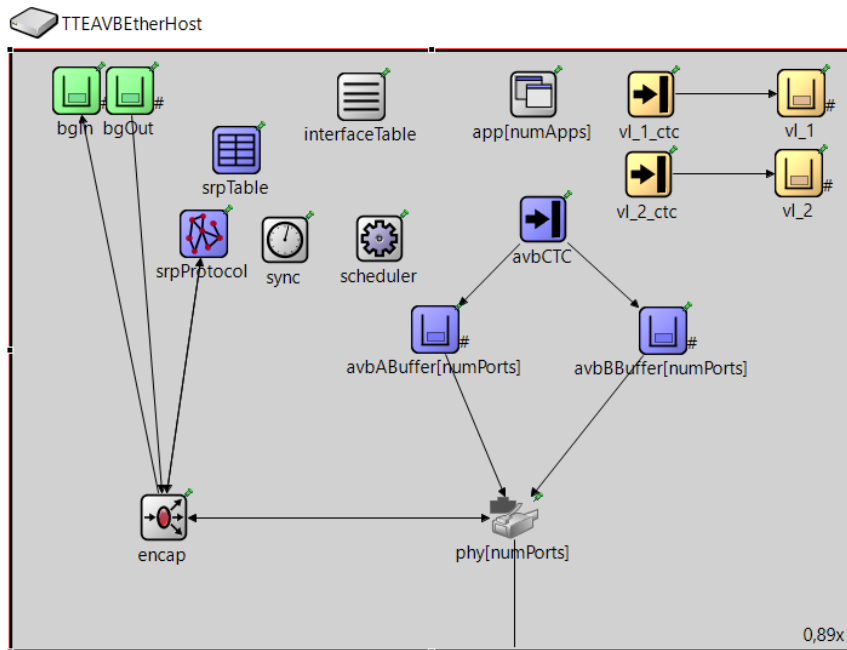 TTEAVBEtherHost
bgIn
#
bgOut
#
interfaceTable
app[numApps]
vl_1_ctc
vl_1
#
srpTable
vl_2_ctc
vl_2
#
srpProtocol
sync
scheduler
avbCTC
avbABuffer[numPorts]
#
avbBBuffer[numPorts]
#
encap
phy[numPorts]
0,89x